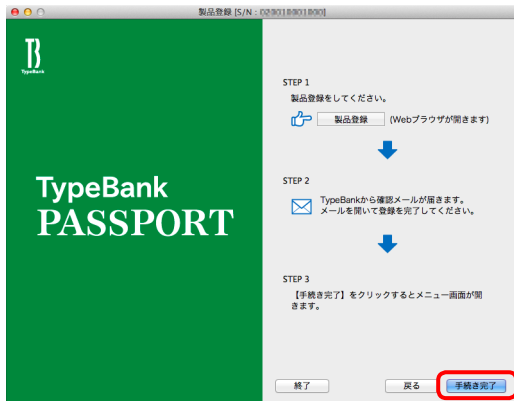 製品登録 [S/N :
TB
TypeBank
TypeBank
PASSPORT
STEP 1
製品登録をしてください。
製品登録 (Webブラウザが開きます)
STEP 2
TypeBankから確認メールが届きます。
メールを開いて登録を完了してください。
STEP 3
【手続き完了】をクリックするとメニュー画面が開
きます。
終了 戻る 手続き完了